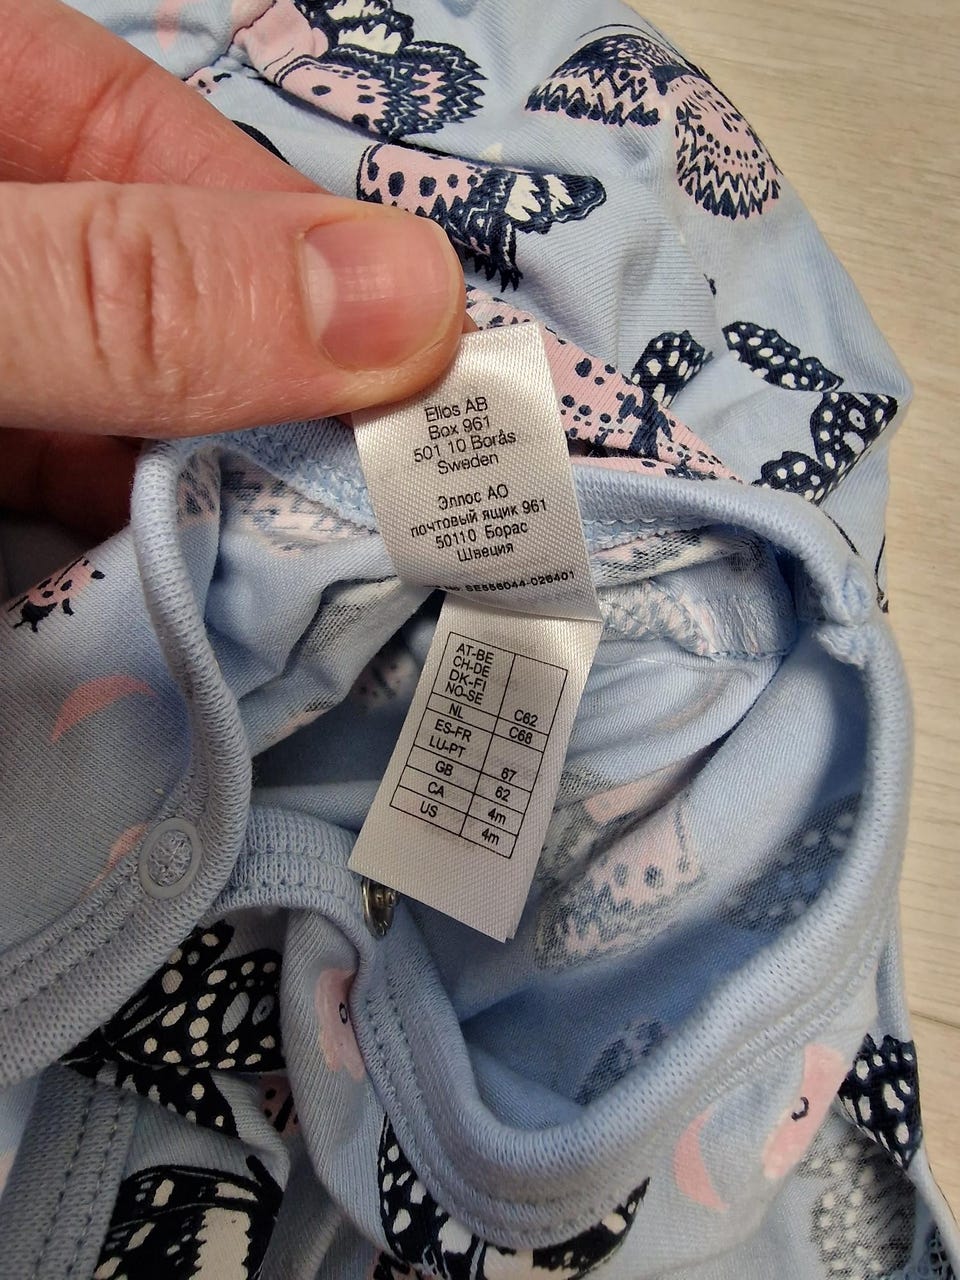 Ellos AB
Box 961
501 10 Borås
Sweden
Эллос АО
почтовый ящик 961
50110 Борас
Швеция
No SE556044-026401
AT-BE
CH-DE
DK-FI
NO-SE C62
NL C68
ES-FR
LU-PT 67
GB 62
CA 4m
US 4m